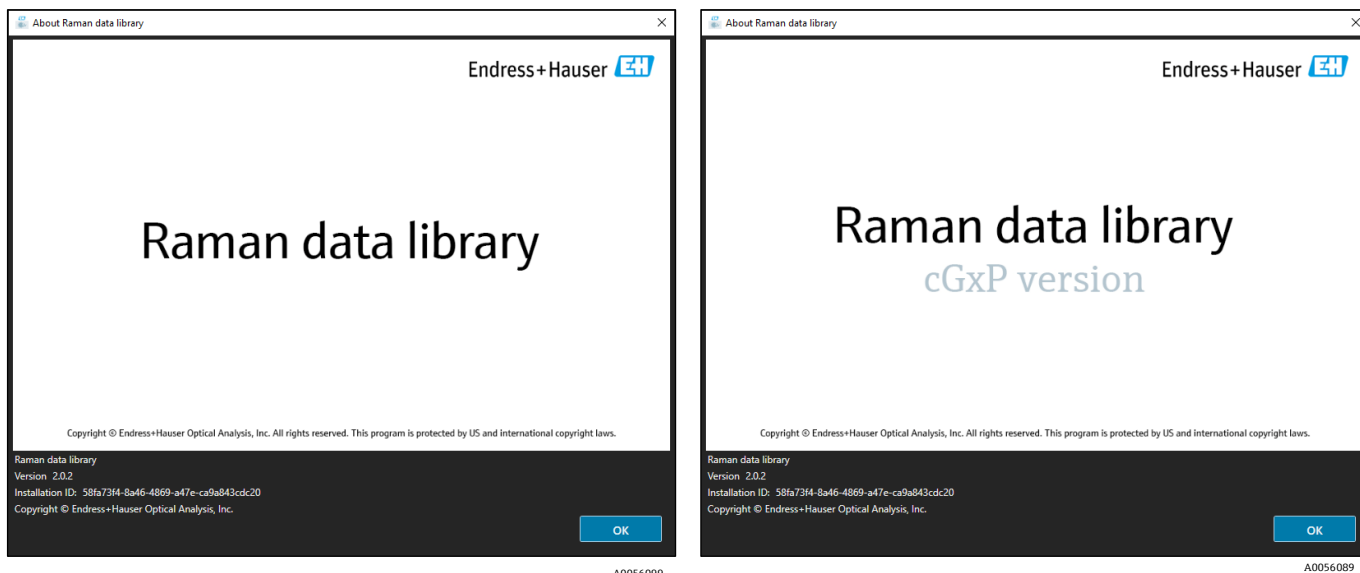 About Raman data library
Endress+Hauser EH
Raman data library
Copyright © Endress+Hauser Optical Analysis, Inc. All rights reserved. This program is protected by US and international copyright laws.
Raman data library
Version 2.0.2
Installation ID: 58fa73f4-8a46-4869-a47e-ca9a843cdc20
Copyright © Endress+Hauser Optical Analysis, Inc.
OK
About Raman data library
Endress+Hauser EH
Raman data library
cGxP version
Copyright © Endress+Hauser Optical Analysis, Inc. All rights reserved. This program is protected by US and international copyright laws.
Raman data library
Version 2.0.2
Installation ID: 58fa73f4-8a46-4869-a47e-ca9a843cdc20
Copyright © Endress+Hauser Optical Analysis, Inc.
OK
A0056089